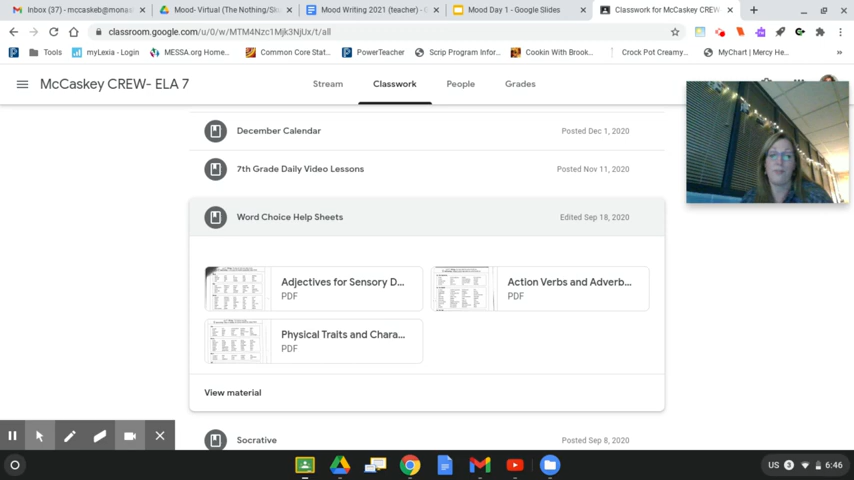 Inbox (37) - mccaskeb@monas
Mood- Virtual (The Nothing/Sk
Mood Writing 2021 (teacher) - G
Mood Day 1 - Google Slides
Classwork for McCaskey CREW-
classroom.google.com/u/0/w/MTM4Nzc1Mjk3NjUx/t/all
Tools
myLexia - Login
MESSA.org Home...
Common Core Stat...
PowerTeacher
Scrip Program Infor...
Cookin With Brook...
Crock Pot Creamy...
MyChart | Mercy He...
McCaskey CREW- ELA 7
Stream
Classwork
People
Grades
December Calendar
Posted Dec 1, 2020
7th Grade Daily Video Lessons
Posted Nov 11, 2020
Word Choice Help Sheets
Edited Sep 18, 2020
Adjectives for Sensory D...
PDF
Action Verbs and Adverb...
PDF
Physical Traits and Chara...
PDF
View material
Socrative
Posted Sep 8, 2020
US
3
6:46